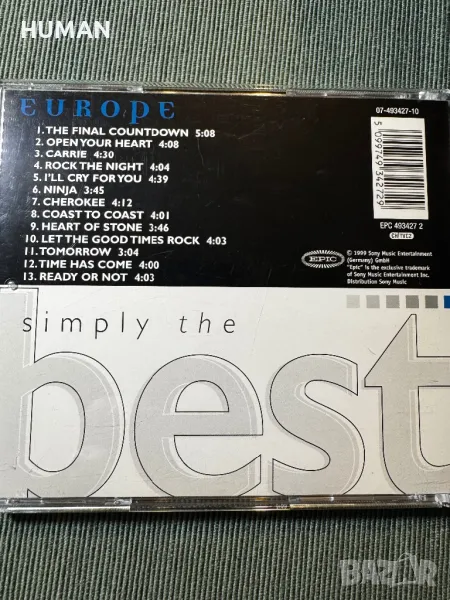 HUMAN
EUROPE
1. THE FINAL COUNTDOWN 5:08
2. OPEN YOUR HEART 4:08
3. CARRIE 4:30
4. ROCK THE NIGHT 4:04
5. I'LL CRY FOR YOU 4:39
6. NINJA 3:45
7. CHEROKEE 4:12
8. COAST TO COAST 4:01
9. HEART OF STONE 3:46
10. LET THE GOOD TIMES ROCK 4:03
11. TOMORROW 3:04
12. TIME HAS COME 4:00
13. READY OR NOT 4:03
07-493427-10
5 099749 342729
EPC 493427 2
EPIC
℗ © 1999 Sony Music Entertainment
(Germany) GmbH
"Epic" is the exclusive trademark
of Sony Music Entertainment Inc.
Distribution Sony Music
simply the
best
BAZAR